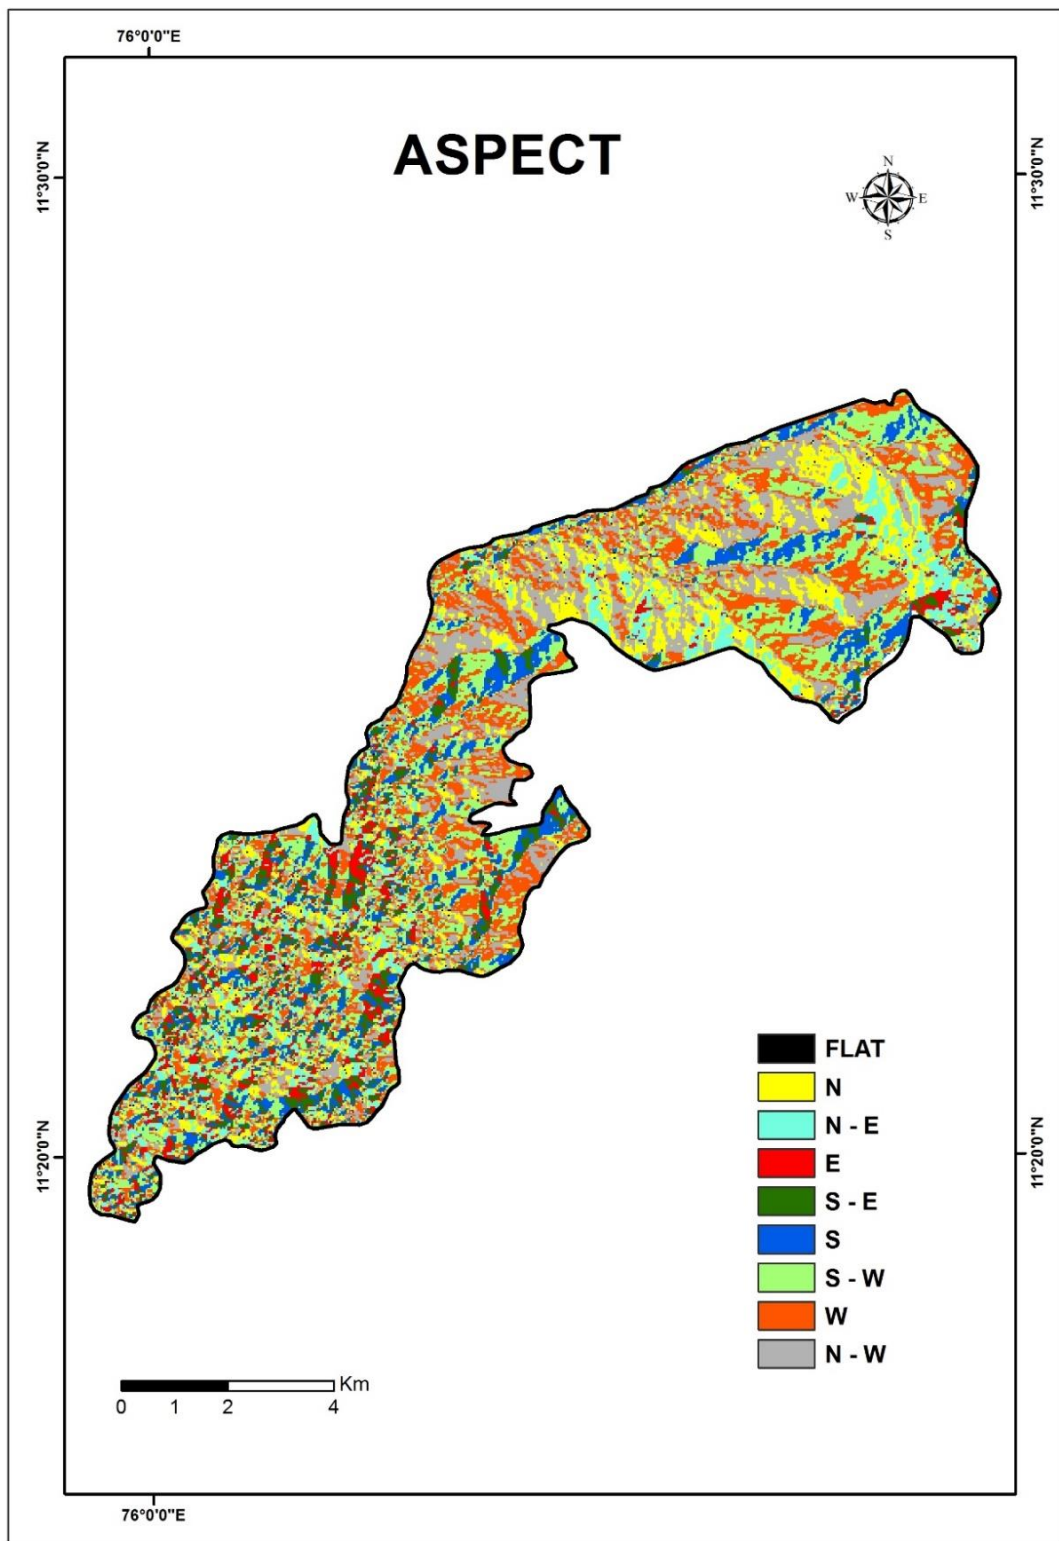 76°0'0"E
ASPECT
11°30'0"N
11°30'0"N
N
W
E
S
FLAT
N
N - E
E
S - E
S
S - W
W
N - W
11°20'0"N
11°20'0"N
Km
0 1 2 4
76°0'0"E